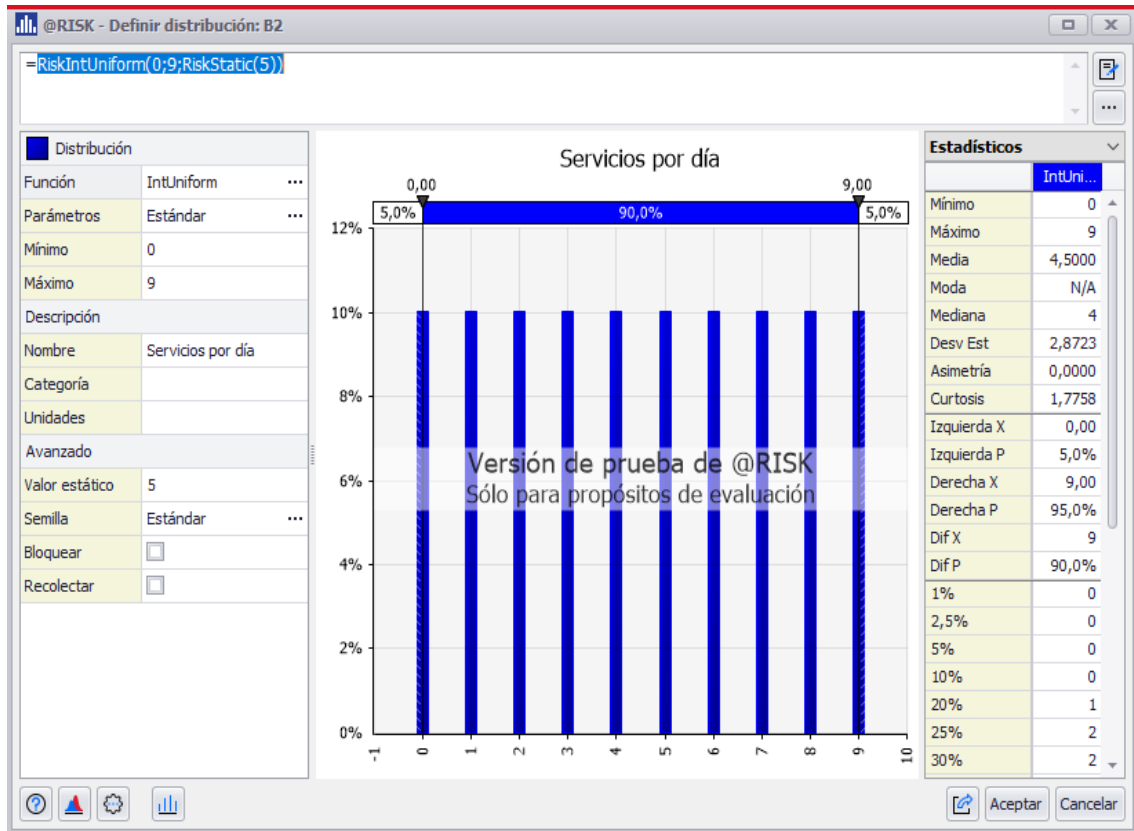 @RISK - Definir distribución: B2
=RiskIntUniform(0;9;RiskStatic(5))
Distribución
Función IntUniform ...
Parámetros Estándar ...
Mínimo 0
Máximo 9
Descripción
Nombre Servicios por día
Categoría
Unidades
Avanzado
Valor estático 5
Semilla Estándar ...
Bloquear
Recolectar
Servicios por día
0,00 9,00
5,0% 90,0% 5,0%
12%
10%
8%
6%
4%
2%
0%
-1 0 1 2 3 4 5 6 7 8 9 10
Versión de prueba de @RISK
Sólo para propósitos de evaluación
Estadísticos
IntUni...
Mínimo 0
Máximo 9
Media 4,5000
Moda N/A
Mediana 4
Desv Est 2,8723
Asimetría 0,0000
Curtosis 1,7758
Izquierda X 0,00
Izquierda P 5,0%
Derecha X 9,00
Derecha P 95,0%
Dif X 9
Dif P 90,0%
1% 0
2,5% 0
5% 0
10% 0
20% 1
25% 2
30% 2
Aceptar Cancelar